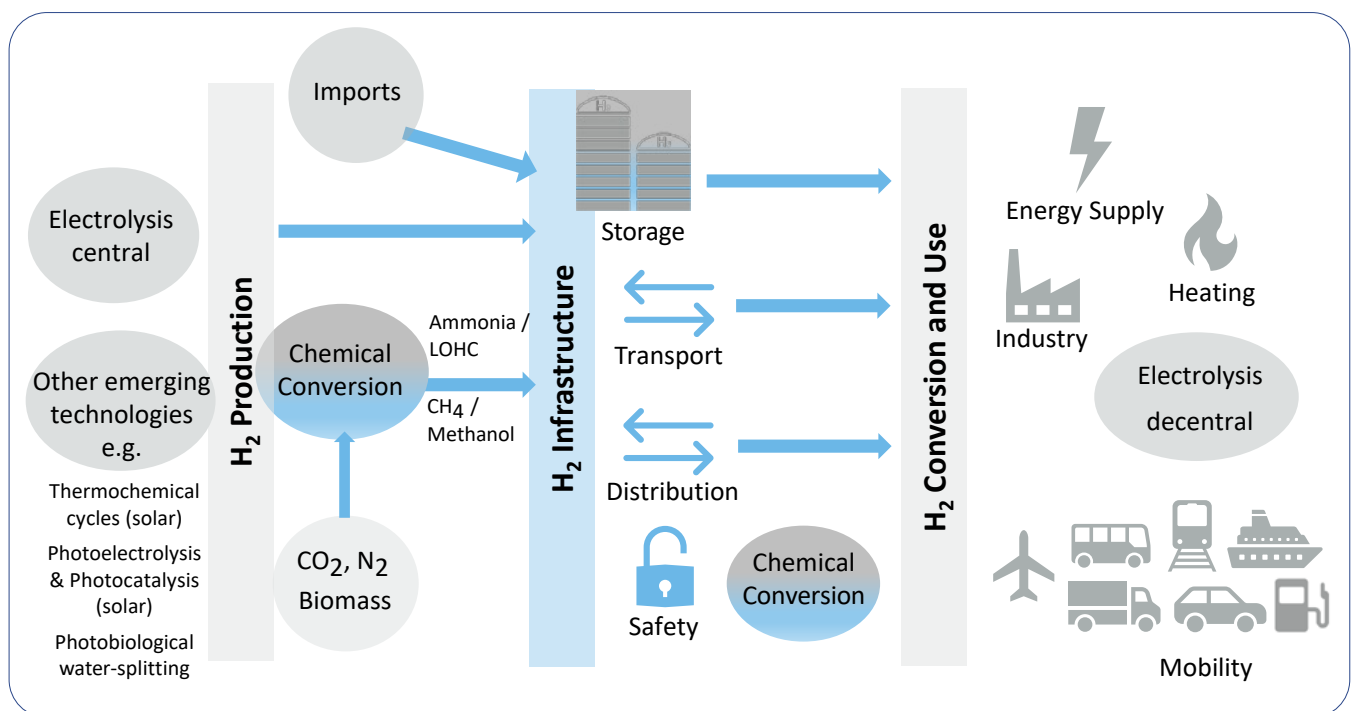 Imports
Electrolysis
central
Other emerging
technologies
e.g.
Thermochemical
cycles (solar)
Photoelectrolysis
& Photocatalysis
(solar)
Photobiological
water-splitting
H₂ Production
Chemical
Conversion
CO₂, N₂
Biomass
Ammonia /
LOHC
CH₄ /
Methanol
H₂ Infrastructure
Storage
Transport
Distribution
Safety
Chemical
Conversion
H₂ Conversion and Use
Energy Supply
Heating
Industry
Electrolysis
decentral
Mobility